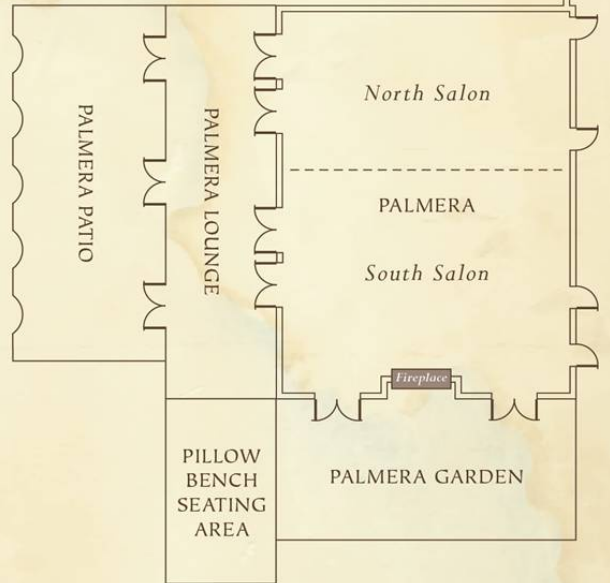 North Salon
PALMERA PATIO
PALMERA LOUNGE
PALMERA
South Salon
Fireplace
PILLOW
BENCH
SEATING
AREA
PALMERA GARDEN